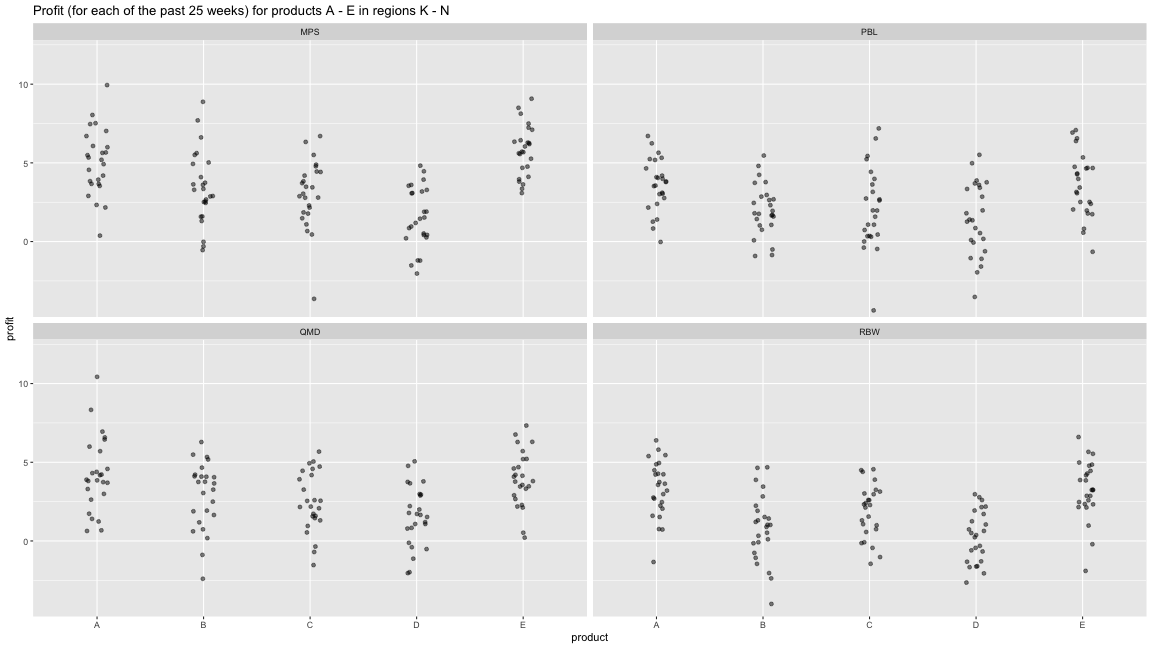 Profit (for each of the past 25 weeks) for products A - E in regions K - N
MPS
PBL
10
5
0
QMD
RBW
10
5
0
profit
A B C D E
A B C D E
product